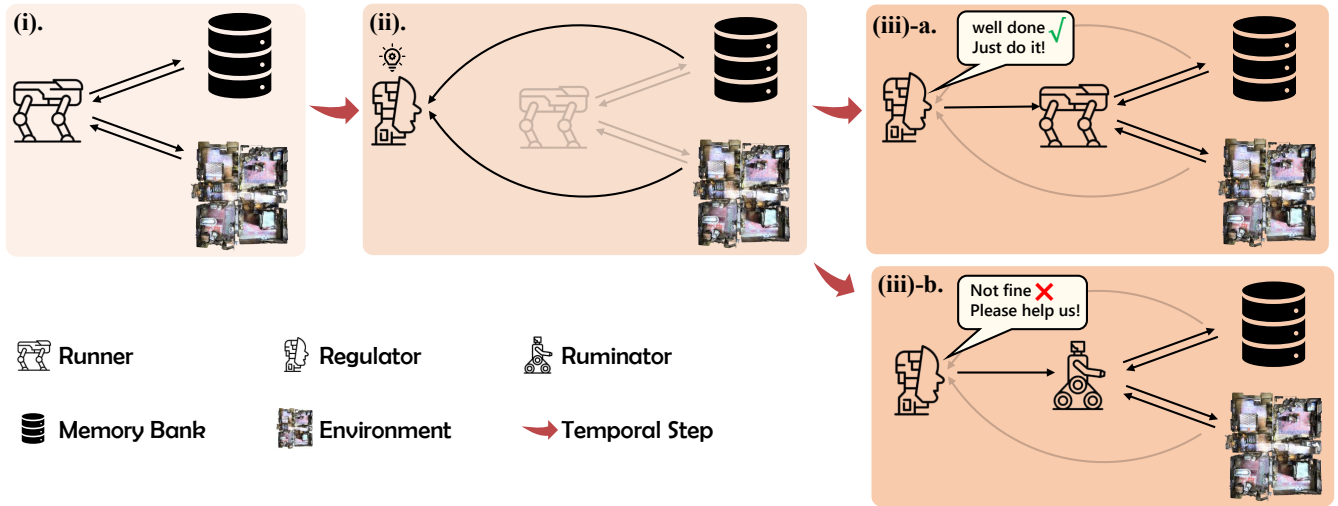 (i).
(ii).
(iii)-a.
well done √
Just do it!
(iii)-b.
Not fine ❌
Please help us!
Runner
Regulator
Ruminator
Memory Bank
Environment
Temporal Step